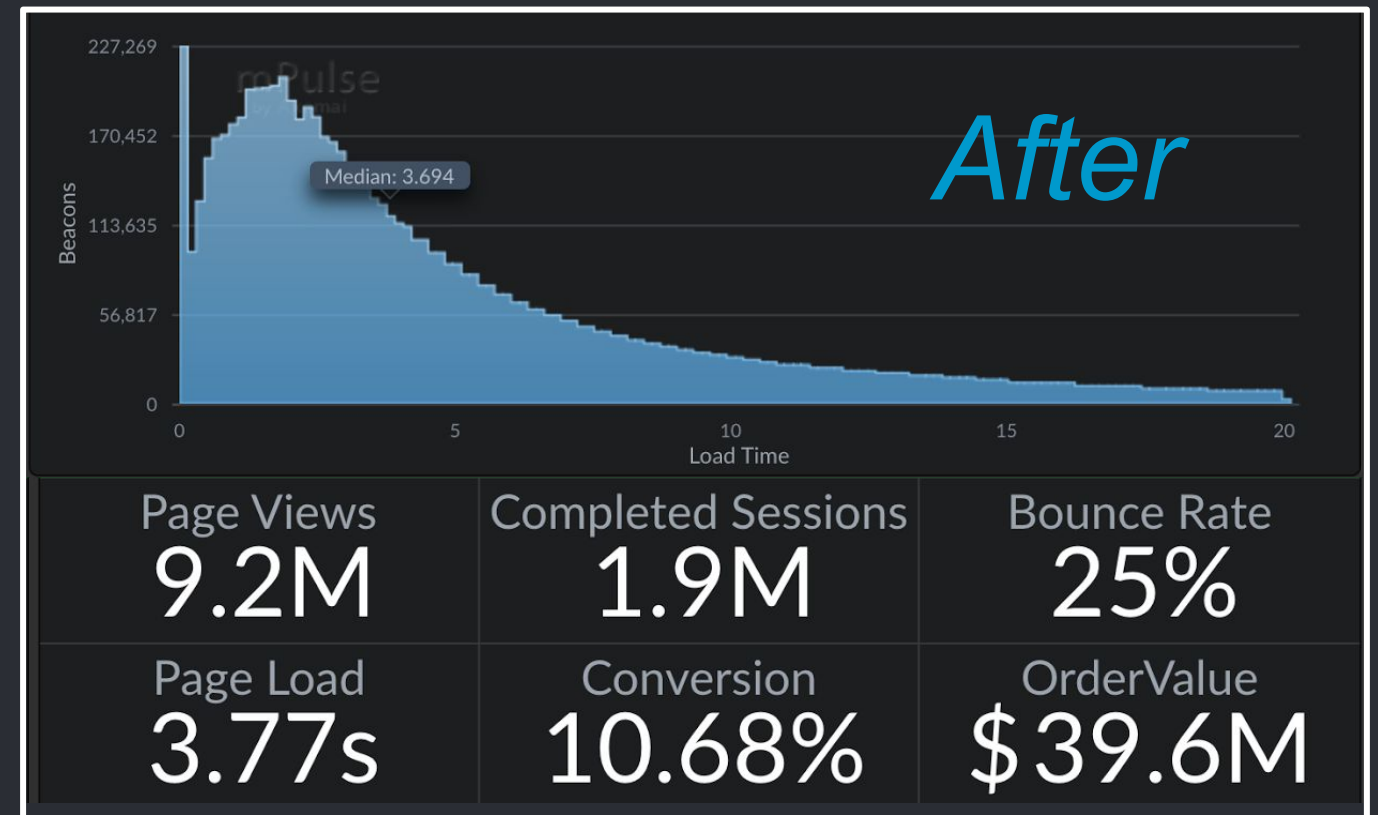 227,269
mPulse
After
170,452
Median: 3.694
Beacons
113,635
56,817
0
0 5 10 15 20
Load Time
Page Views Completed Sessions Bounce Rate
9.2M 1.9M 25%
Page Load Conversion OrderValue
3.77s 10.68% $39.6M